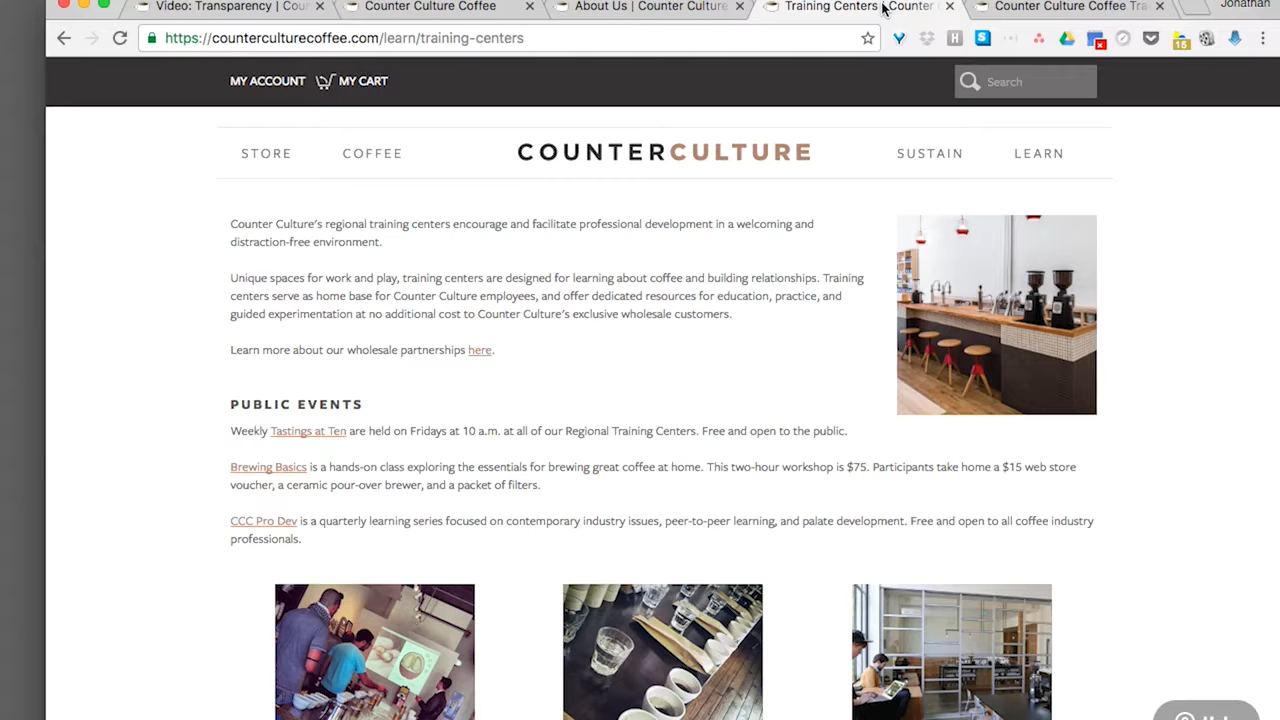 Video: Transparency | Cou
Counter Culture Coffee
About Us | Counter Culture
Training Centers | Counter
Counter Culture Coffee Tra
Jonathan
https://counterculturecoffee.com/learn/training-centers
15
MY ACCOUNT MY CART
Search
STORE COFFEE COUNTERCULTURE SUSTAIN LEARN
Counter Culture's regional training centers encourage and facilitate professional development in a welcoming and
distraction-free environment.
Unique spaces for work and play, training centers are designed for learning about coffee and building relationships. Training
centers serve as home base for Counter Culture employees, and offer dedicated resources for education, practice, and
guided experimentation at no additional cost to Counter Culture's exclusive wholesale customers.
Learn more about our wholesale partnerships here.
PUBLIC EVENTS
Weekly Tastings at Ten are held on Fridays at 10 a.m. at all of our Regional Training Centers. Free and open to the public.
Brewing Basics is a hands-on class exploring the essentials for brewing great coffee at home. This two-hour workshop is $75. Participants take home a $15 web store
voucher, a ceramic pour-over brewer, and a packet of filters.
CCC Pro Dev is a quarterly learning series focused on contemporary industry issues, peer-to-peer learning, and palate development. Free and open to all coffee industry
professionals.